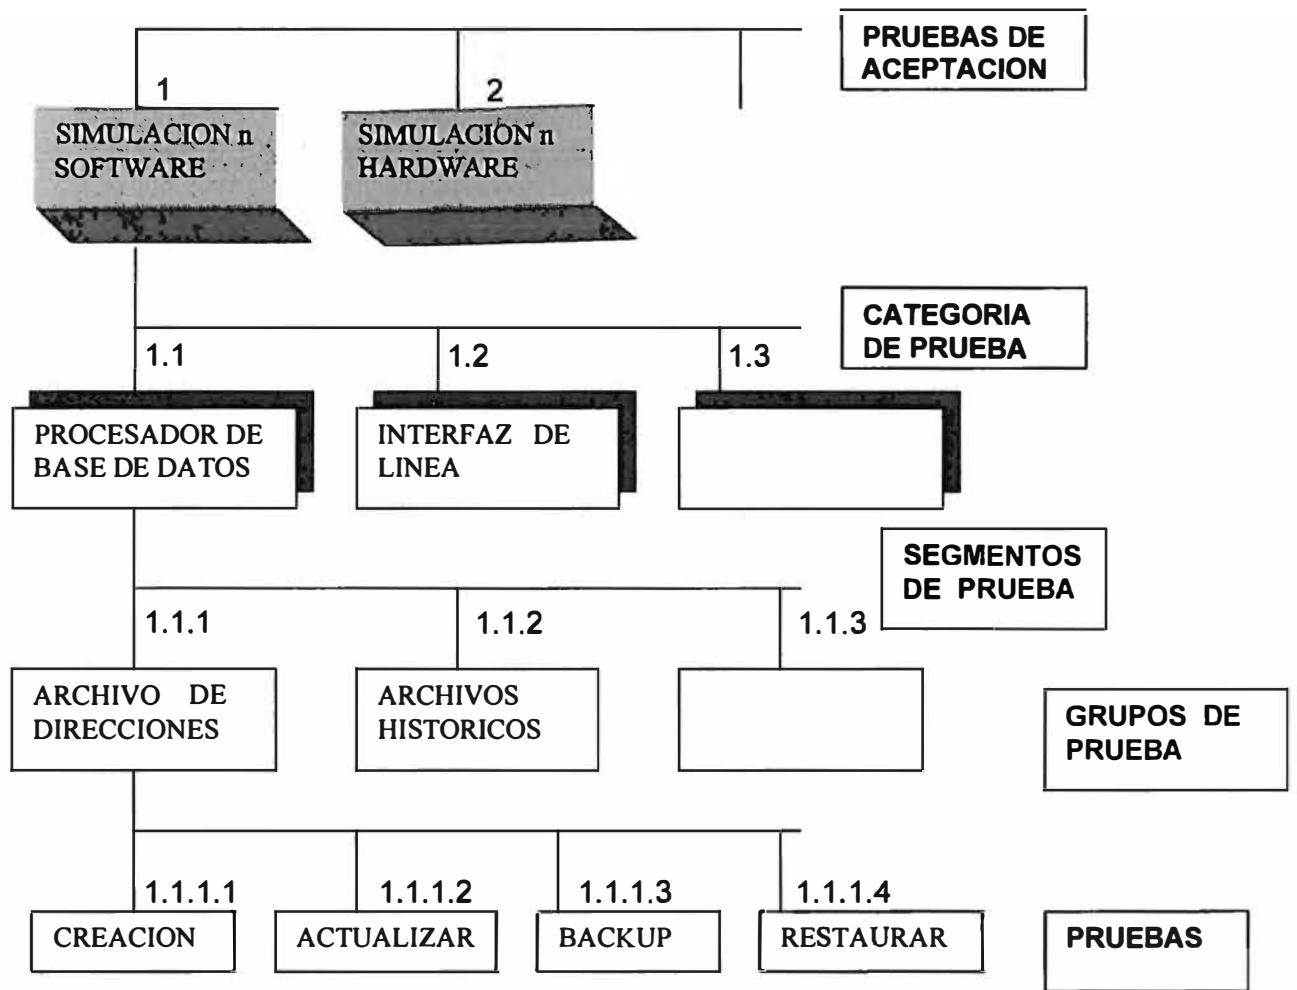 PRUEBAS DE
ACEPTACION
1
2
SIMULACION n
SOFTWARE
SIMULACIÓN n
HARDWARE
CATEGORIA
DE PRUEBA
1.1
1.2
1.3
PROCESADOR DE
BASE DE DATOS
INTERFAZ DE
LINEA
SEGMENTOS
DE PRUEBA
1.1.1
1.1.2
1.1.3
ARCHIVO DE
DIRECCIONES
ARCHIVOS
HISTORICOS
GRUPOS DE
PRUEBA
1.1.1.1
1.1.1.2
1.1.1.3
1.1.1.4
CREACION
ACTUALIZAR
BACKUP
RESTAURAR
PRUEBAS